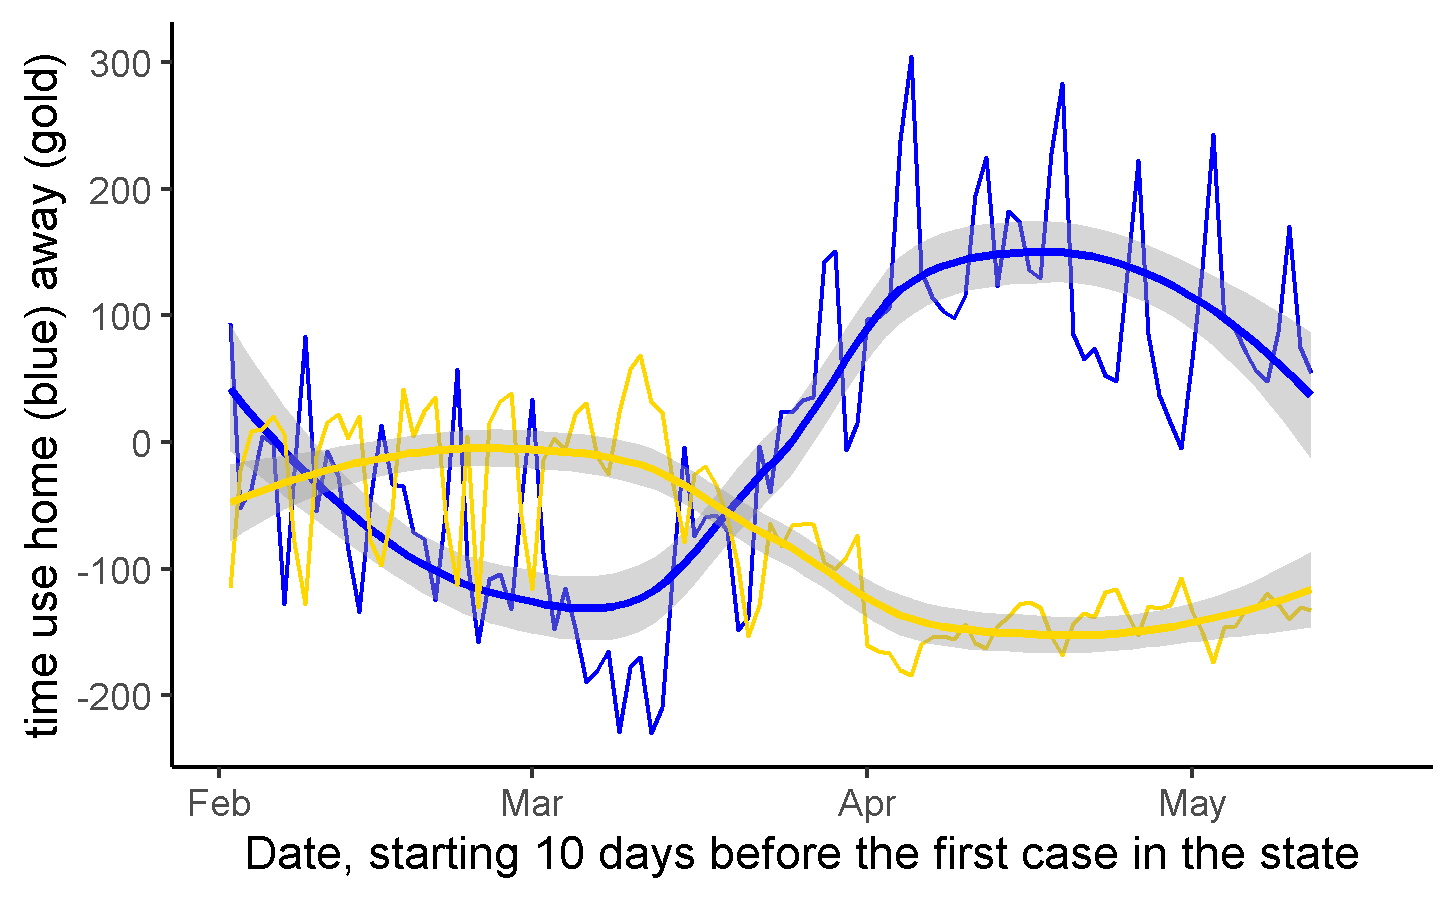 time use home (blue) away (gold)
300
200
100
0
-100
-200
Feb Mar Apr May
Date, starting 10 days before the first case in the state